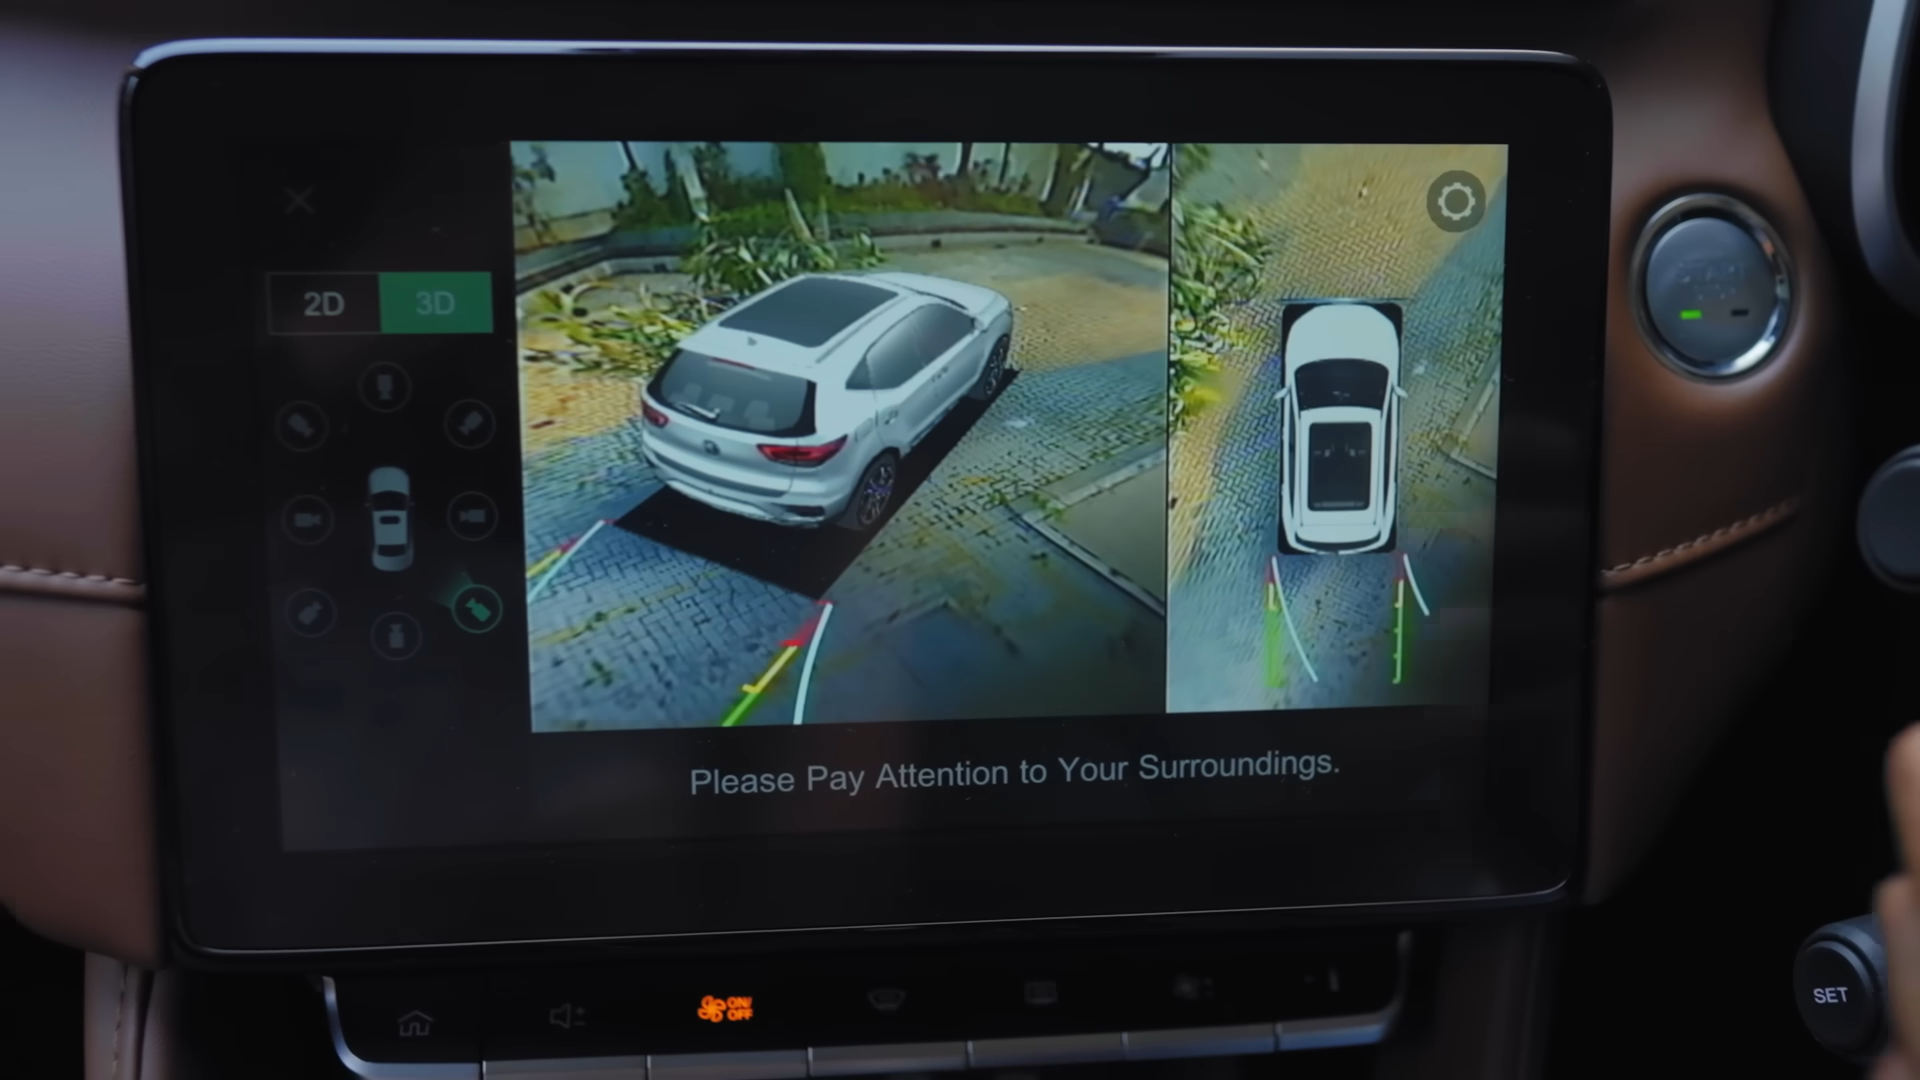 2D
3D
Please Pay Attention to Your Surroundings.
ON/
OFF
SET